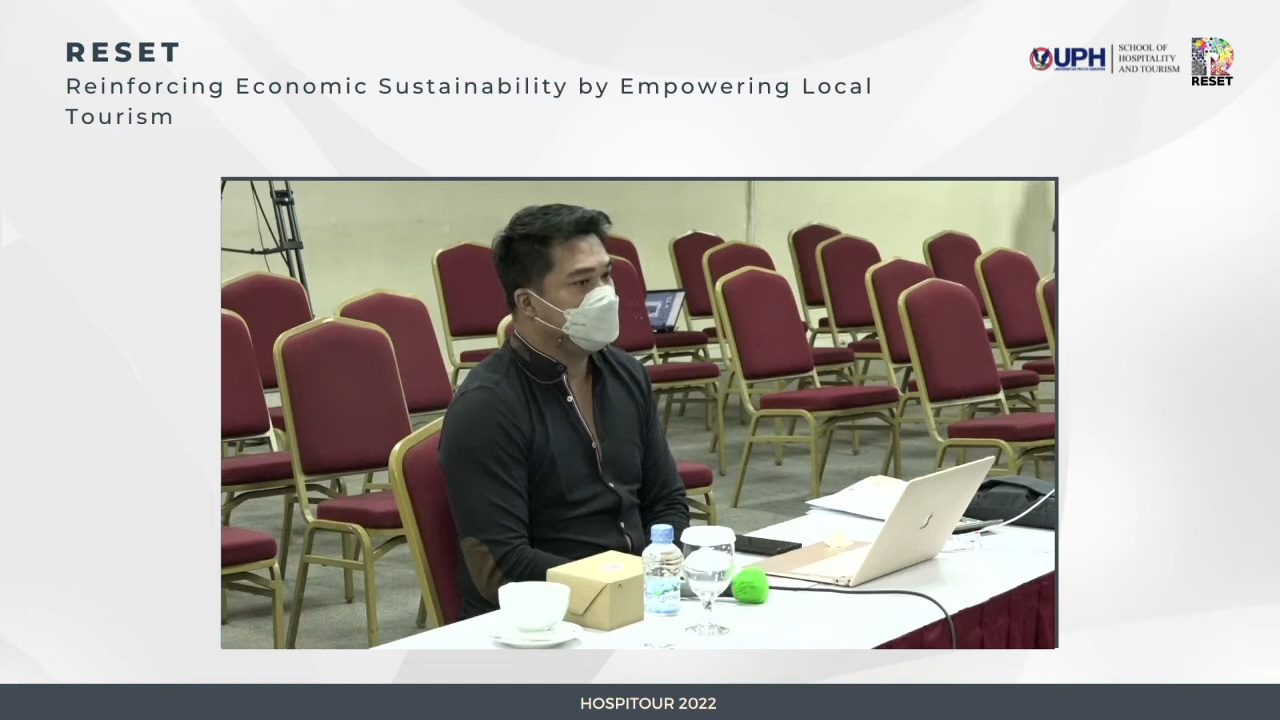 RESET
Reinforcing Economic Sustainability by Empowering Local
Tourism
UPH
SCHOOL OF
HOSPITALITY
AND TOURISM
RESET
HOSPITOUR 2022